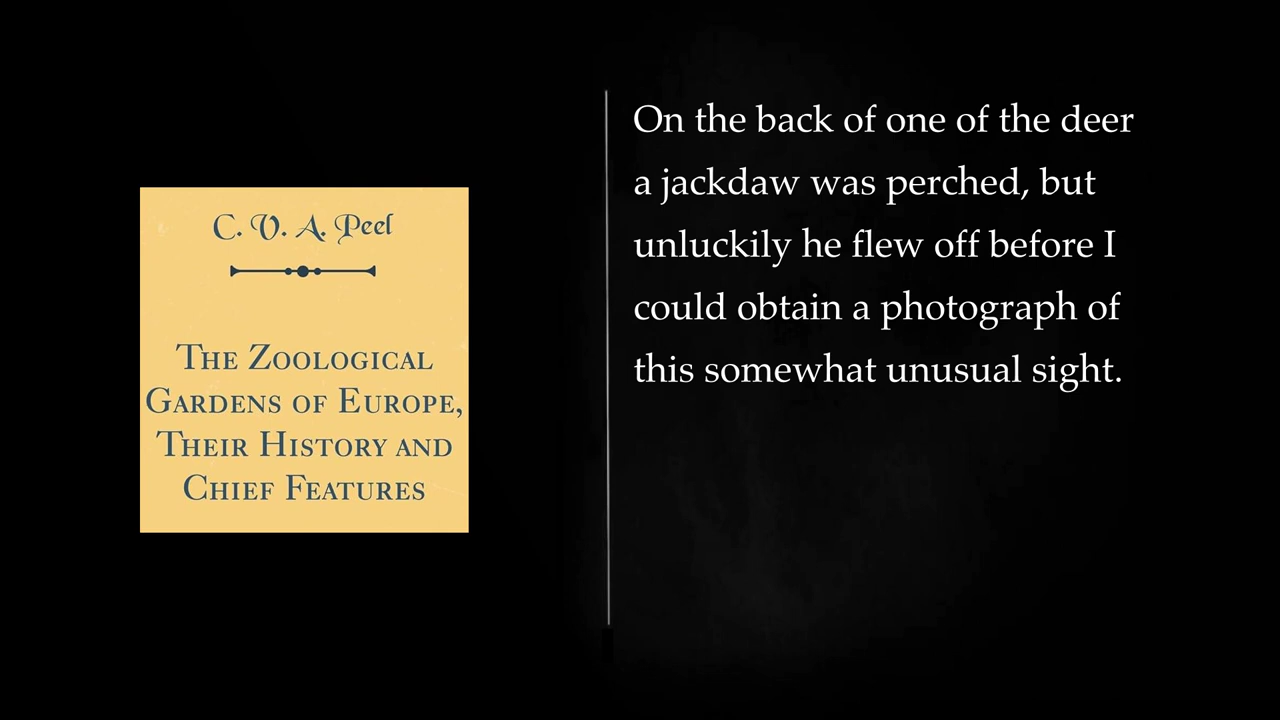 C. V. A. Peel
The Zoological
Gardens of Europe,
Their History and
Chief Features
On the back of one of the deer
a jackdaw was perched, but
unluckily he flew off before I
could obtain a photograph of
this somewhat unusual sight.